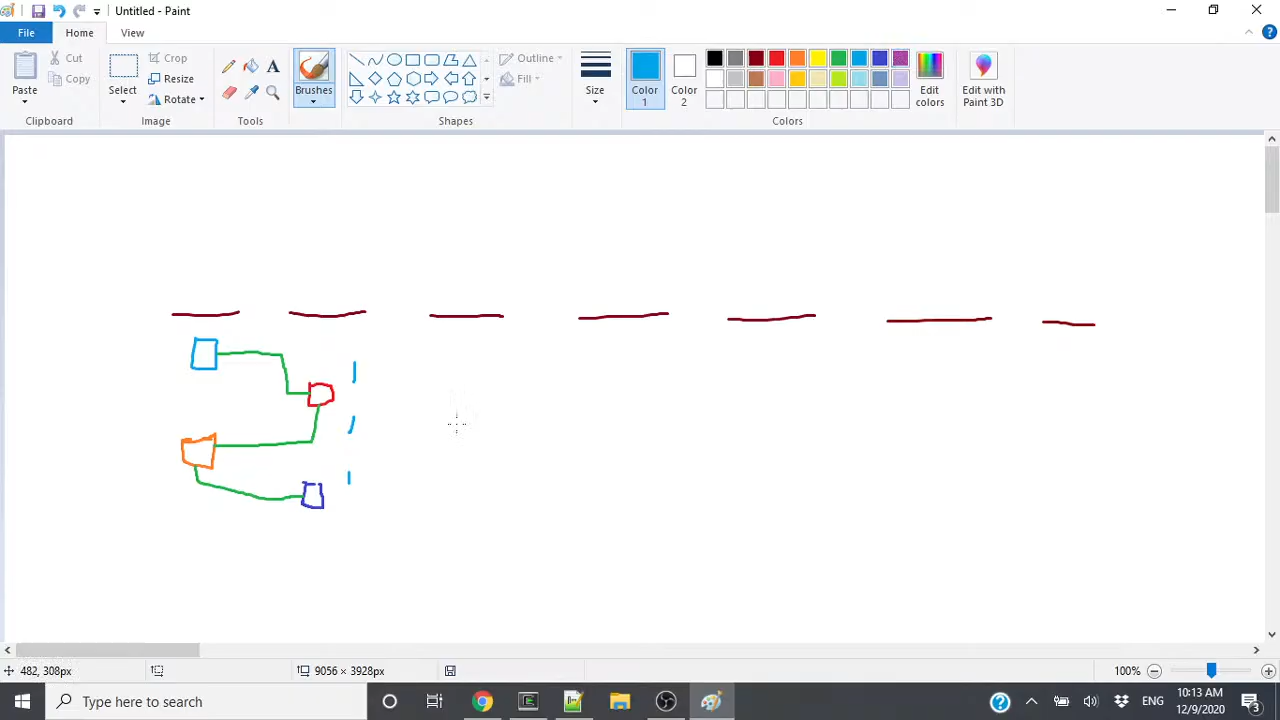 Untitled - Paint
File Home View
Paste
Cut
Copy
Clipboard
Select
Crop
Resize
Rotate
Image
A
Tools
Brushes
Outline
Fill
Shapes
Size
Color 1
Color 2
Edit colors
Colors
Edit with Paint 3D
482, 308px
9056 × 3928px
100%
Type here to search
ENG
10:13 AM
12/9/2020
3